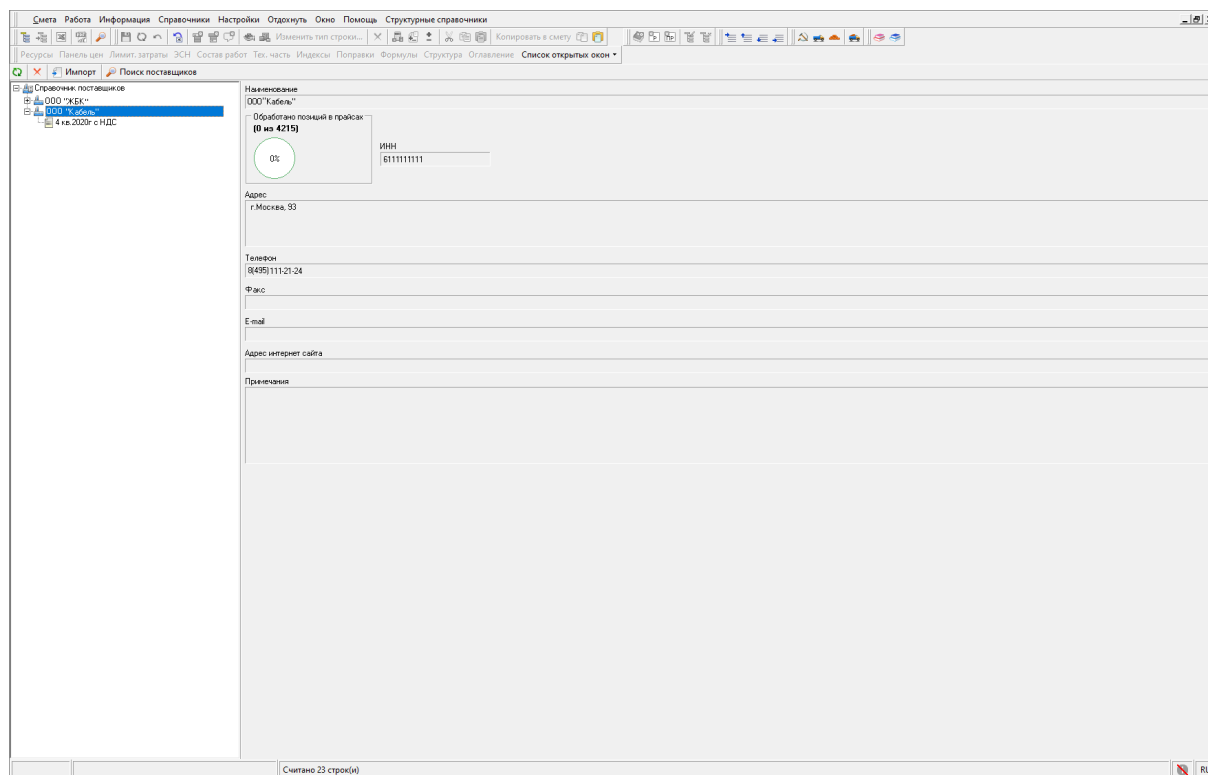 Смета Работа Информация Справочники Настройки Отдохнуть Окно Помощь Структурные справочники
Изменить тип строки... Копировать в смету
Ресурсы Панель цен Лимит. затраты ЭСН Состав работ Тех. часть Индексы Поправки Формулы Структура Оглавление Список открытых окон
Импорт Поиск поставщиков
Справочник поставщиков
ООО "ЖБК"
ООО "Кабель"
4 кв.2020г с НДС
Наименование
ООО"Кабель"
Обработано позиций в прайсах
(0 из 4215)
0%
ИНН
6111111111
Адрес
г.Москва, 93
Телефон
8(495)111-21-24
Факс
E-mail
Адрес интернет сайта
Примечания
Считано 23 строк(и)